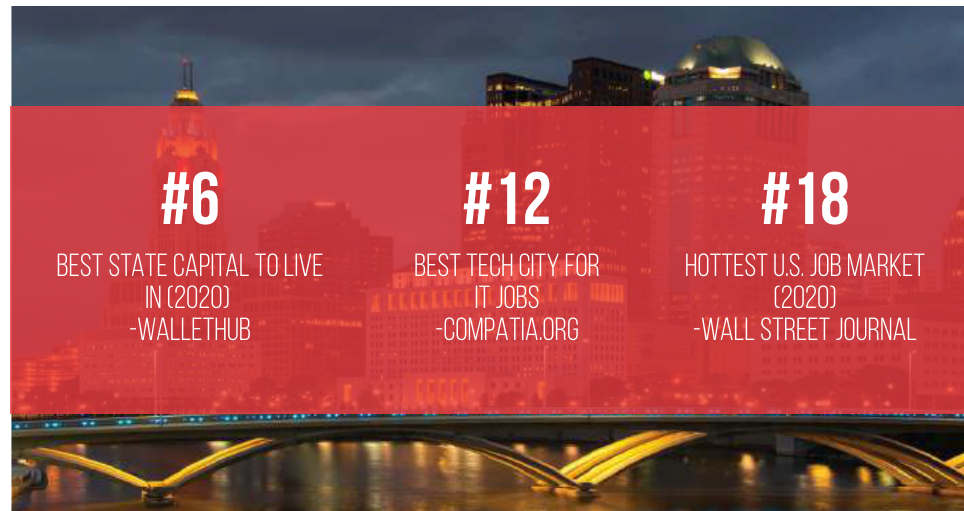 #6
BEST STATE CAPITAL TO LIVE
IN (2020)
-WALLETHUB
#12
BEST TECH CITY FOR
IT JOBS
-COMPATIA.ORG
#18
HOTTEST U.S. JOB MARKET
(2020)
-WALL STREET JOURNAL